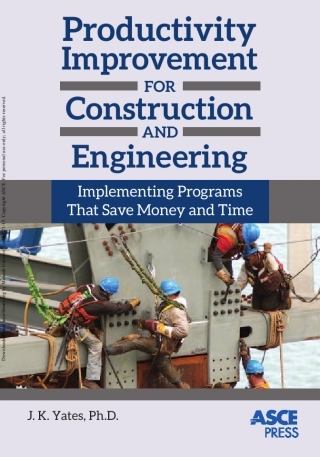 Productivity
Improvement
FOR
Construction
AND
Engineering
Implementing Programs
That Save Money and Time
J. K. Yates, Ph.D.
ASCE
PRESS